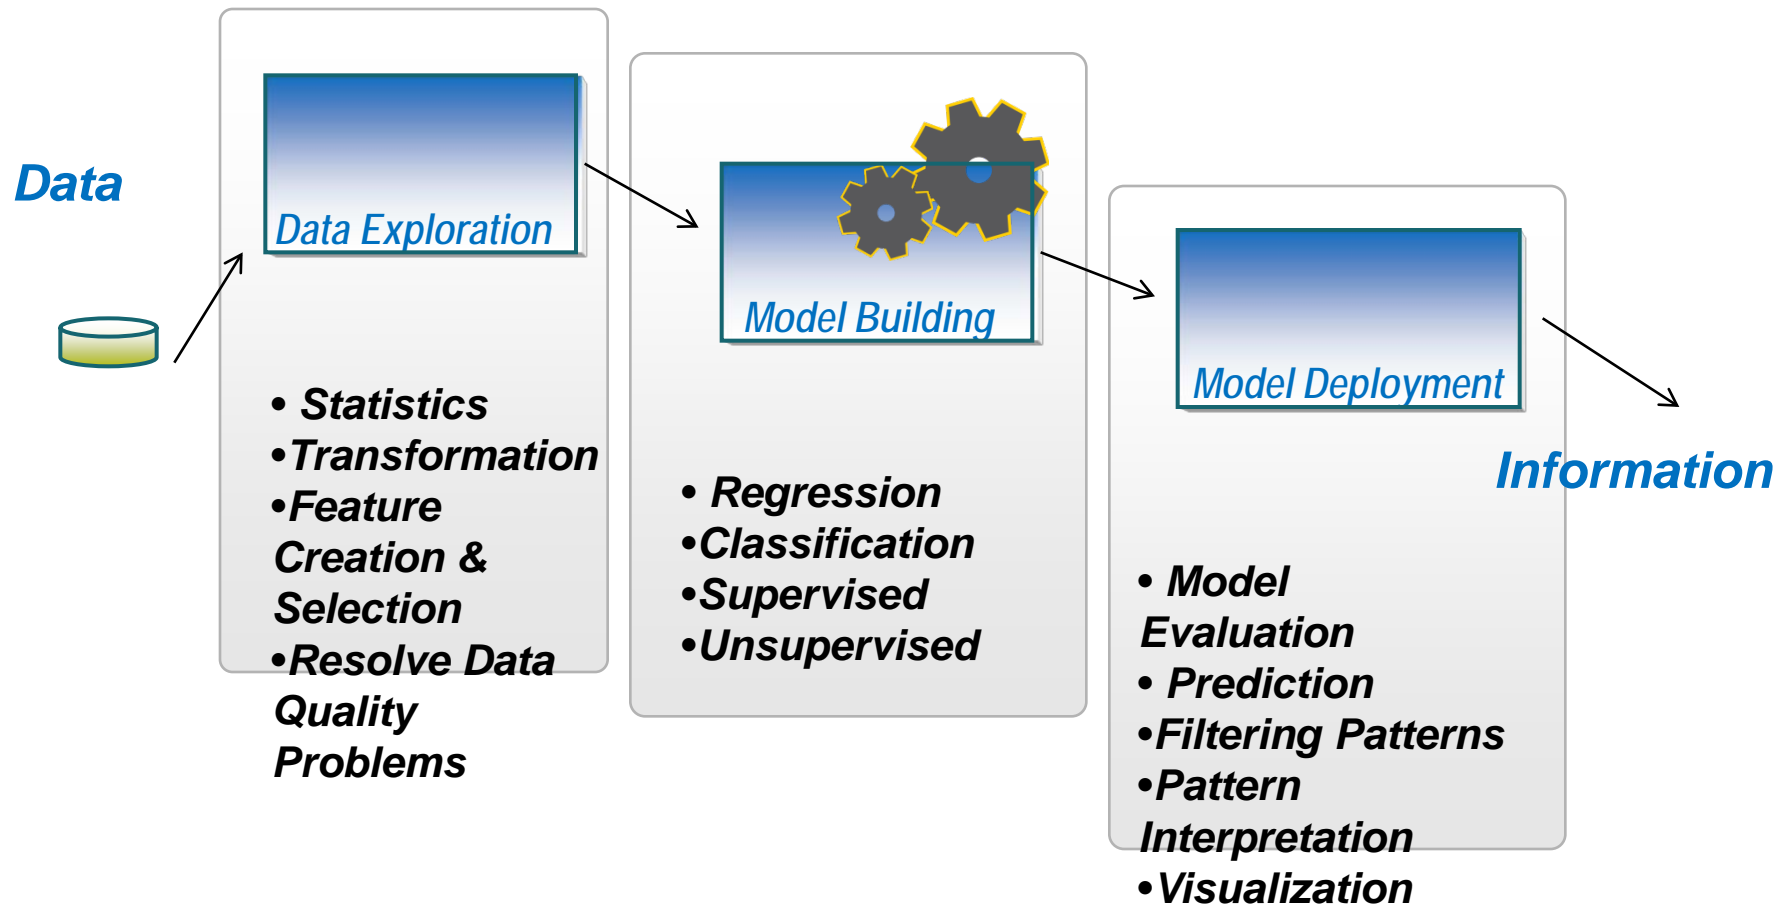 Data
Data Exploration
• Statistics
•Transformation
•Feature
Creation &
Selection
•Resolve Data
Quality
Problems
Model Building
• Regression
•Classification
•Supervised
•Unsupervised
Model Deployment
• Model
Evaluation
• Prediction
•Filtering Patterns
•Pattern
Interpretation
•Visualization
Information